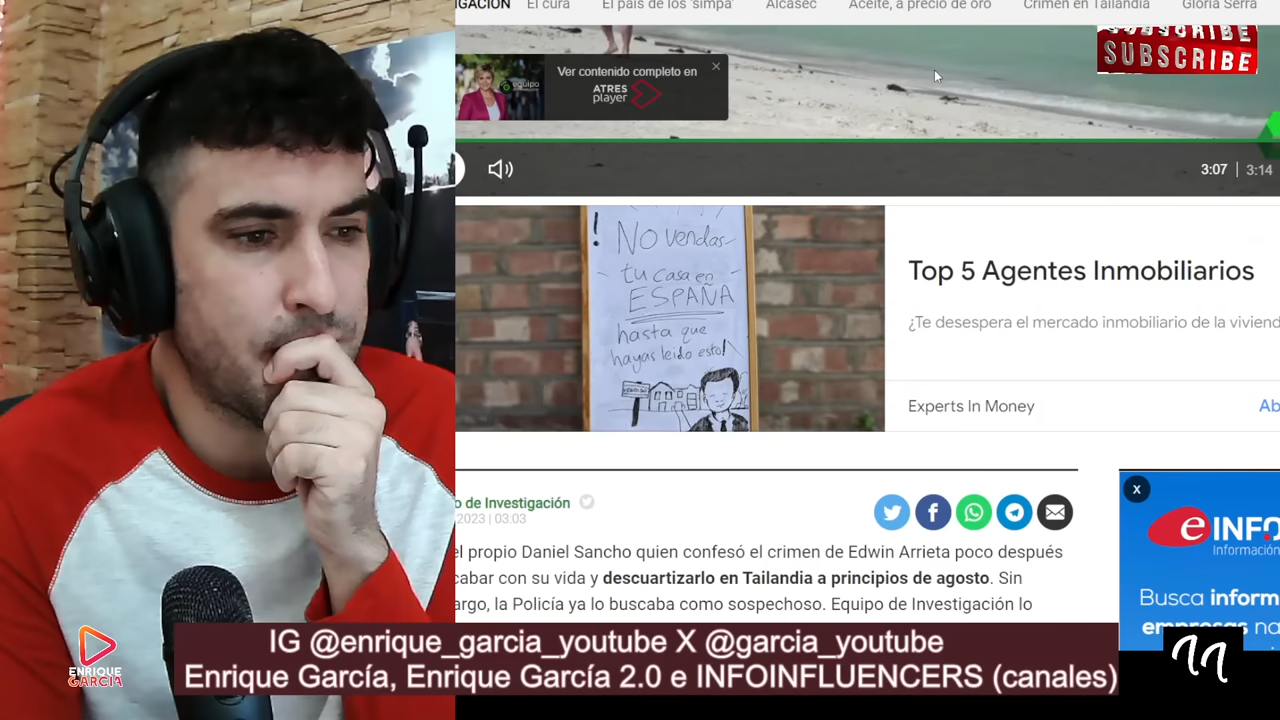 IGACIÓN El cura El país de los 'simpa' Alcasec Aceite, a precio de oro Crimen en Tailandia Gloria Serra
SUBSCRIBE
SUBSCRIBE
Ver contenido completo en
ATRES
player
equipo
3:07 | 3:14
! No vendas
tu casa en
ESPAÑA
hasta que
hayas leido esto!
Top 5 Agentes Inmobiliarios
¿Te desespera el mercado inmobiliario de la viviend
Experts In Money
Ab
o de Investigación
2023 | 03:03
el propio Daniel Sancho quien confesó el crimen de Edwin Arrieta poco después
cabar con su vida y descuartizarlo en Tailandia a principios de agosto. Sin
argo, la Policía ya lo buscaba como sospechoso. Equipo de Investigación lo
X
eINFO
Información
Busca inform
empresas na
IG @enrique_garcia_youtube X @garcia_youtube
Enrique García, Enrique García 2.0 e INFOINFLUENCERS (canales)
ENRIQUE
GARCÍA